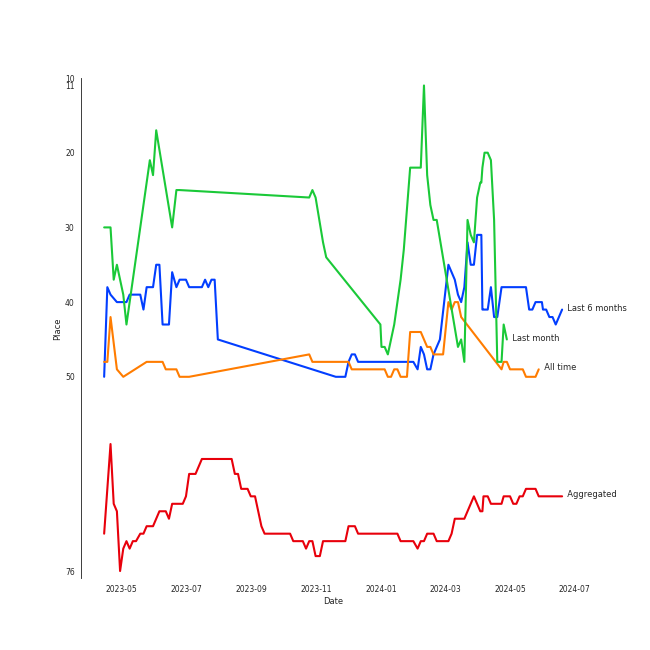 10
11
20
30
40
50
76
Place
Last 6 months
Last month
All time
Aggregated
2023-05 2023-07 2023-09 2023-11 2024-01 2024-03 2024-05 2024-07
Date